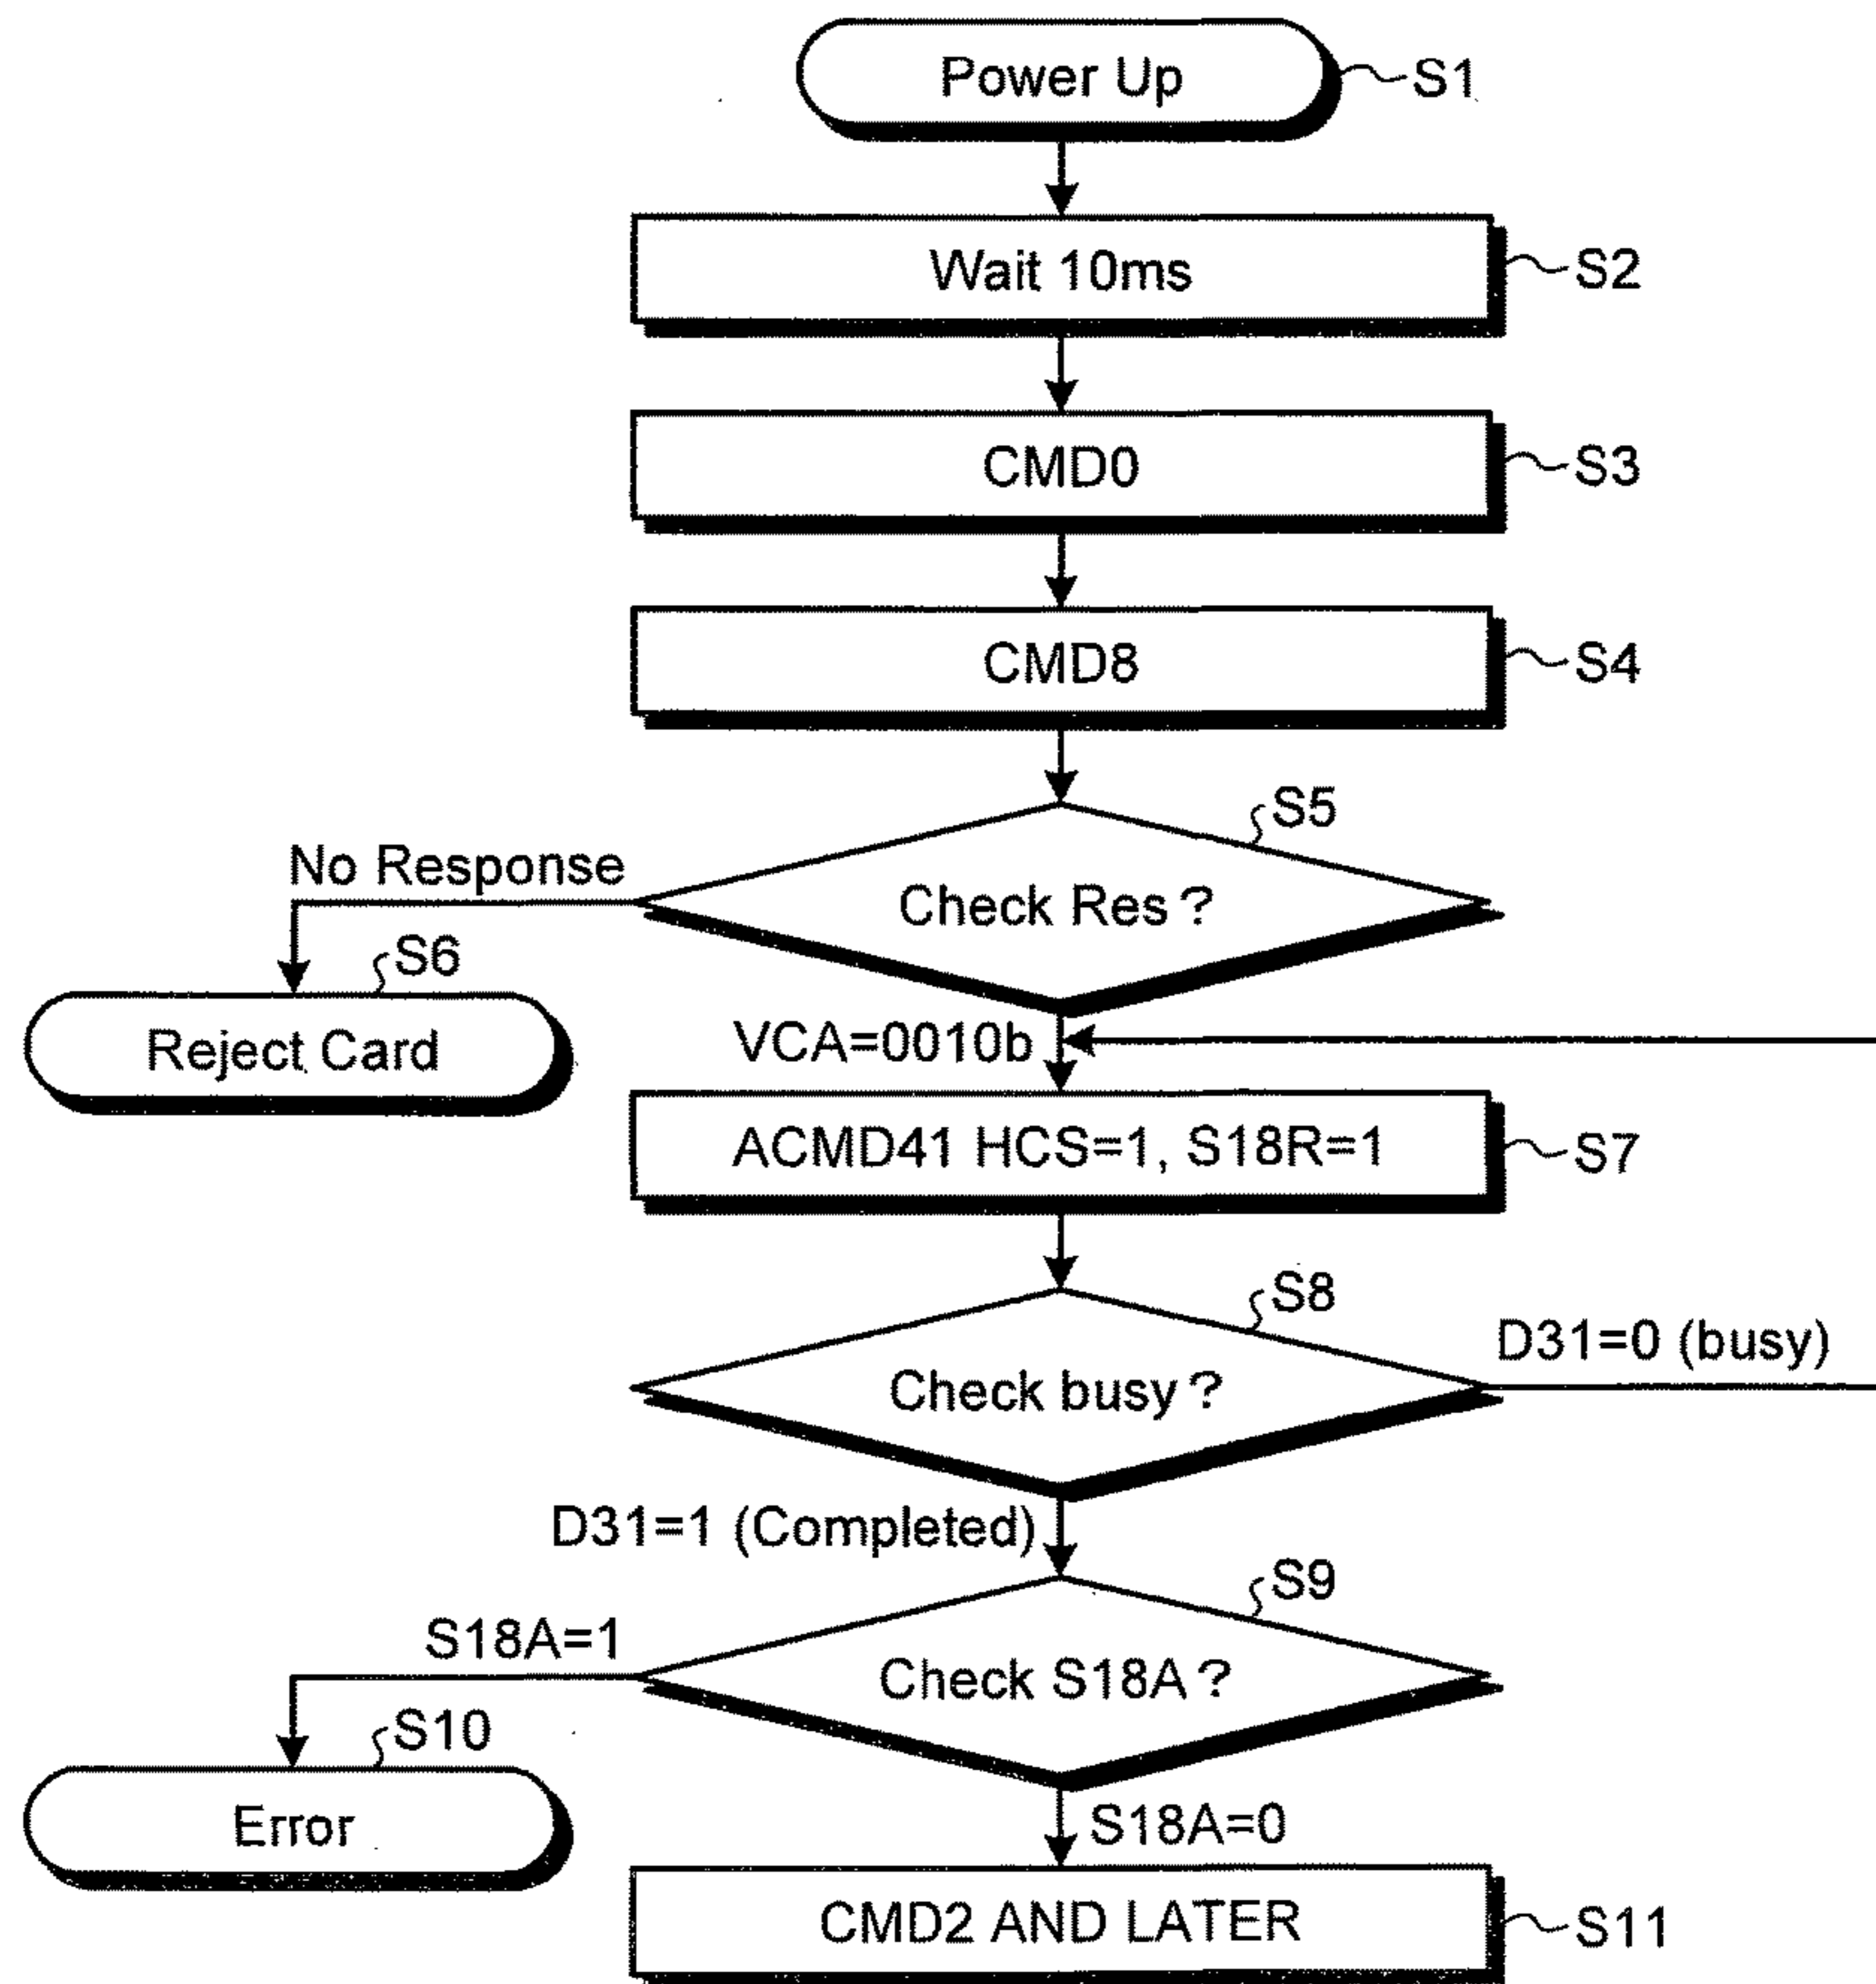 Power Up
S1
Wait 10ms
S2
CMD0
S3
CMD8
S4
S5
No Response
Check Res ?
S6
Reject Card
VCA=0010b
ACMD41 HCS=1, S18R=1
S7
S8
D31=0 (busy)
Check busy ?
D31=1 (Completed)
S9
S18A=1
Check S18A ?
S10
Error
S18A=0
CMD2 AND LATER
S11